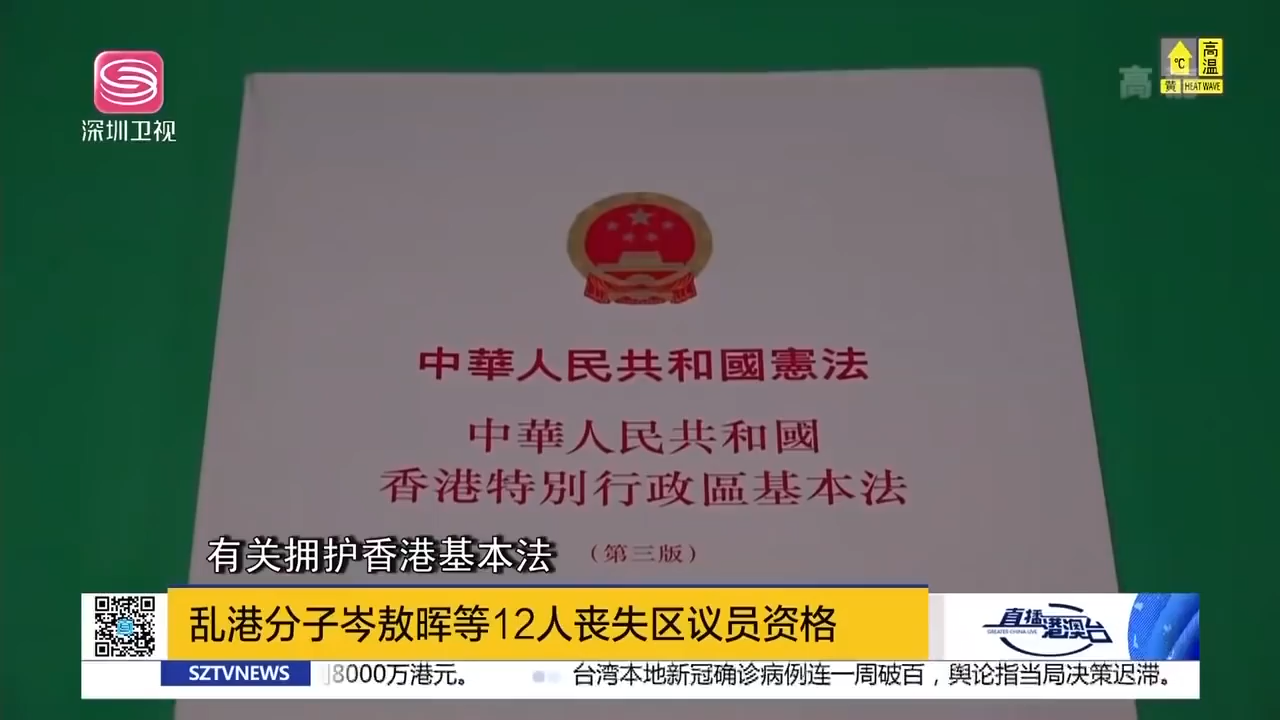 深圳卫视
高温
℃
黄 HEAT WAVE
中華人民共和國憲法
中華人民共和國
香港特別行政區基本法
（第三版）
有关拥护香港基本法
乱港分子岑敖晖等12人丧失区议员资格
直播港澳台
GREATER CHINA LIVE
SZTVNEWS
8000万港元。 台湾本地新冠确诊病例连一周破百，舆论指当局决策迟滞。